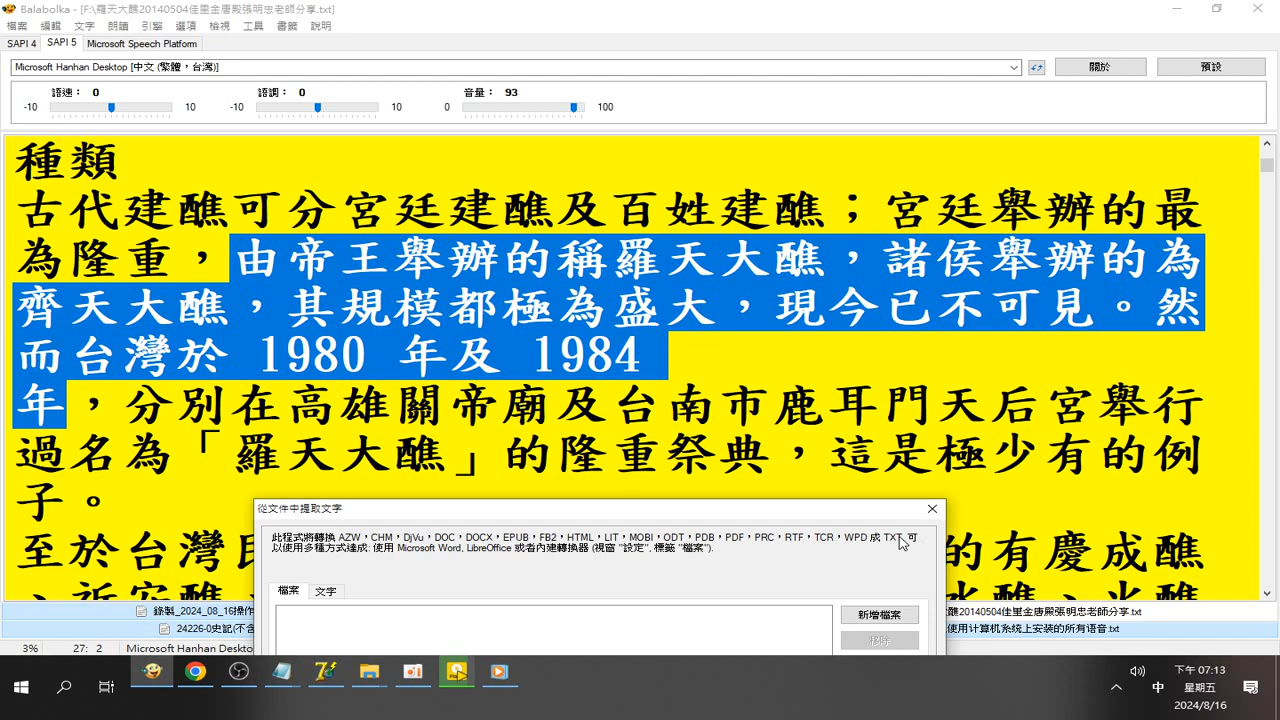 Balabolka - [F:\羅天大醮20140504佳里金唐殿張明忠老師分享.txt]
檔案 編輯 文字 朗讀 引擎 選項 檢視 工具 書籤 說明
SAPI 4 SAPI 5 Microsoft Speech Platform
Microsoft Hanhan Desktop [中文 (繁體，台灣)] 關於 預設
語速： 0 語調： 0 音量： 93
-10 10 -10 10 0 100
種類
古代建醮可分宮廷建醮及百姓建醮；宮廷舉辦的最
為隆重，由帝王舉辦的稱羅天大醮，諸侯舉辦的為
齊天大醮，其規模都極為盛大，現今已不可見。然
而台灣於 1980 年及 1984
年，分別在高雄關帝廟及台南市鹿耳門天后宮舉行
過名為「羅天大醮」的隆重祭典，這是極少有的例
子。
至於台灣民
的有慶成醮
從文件中提取文字
此程式將轉換 AZW，CHM，DjVu，DOC，DOCX，EPUB，FB2，HTML，LIT，MOBI，ODT，PDB，PDF，PRC，RTF，TCR，WPD 成 TXT。可
以使用多種方式達成: 使用 Microsoft Word, LibreOffice 或者內建轉換器 (視窗 "設定", 標籤 "檔案").
檔案 文字
新增檔案
移除
錄製_2024_08_16操作
醮20140504佳里金唐殿張明忠老師分享.txt
24226-0史記(不含
使用计算机系统上安装的所有语音.txt
3% 27: 2 Microsoft Hanhan Deskto
中
下午 07:13
星期五
2024/8/16